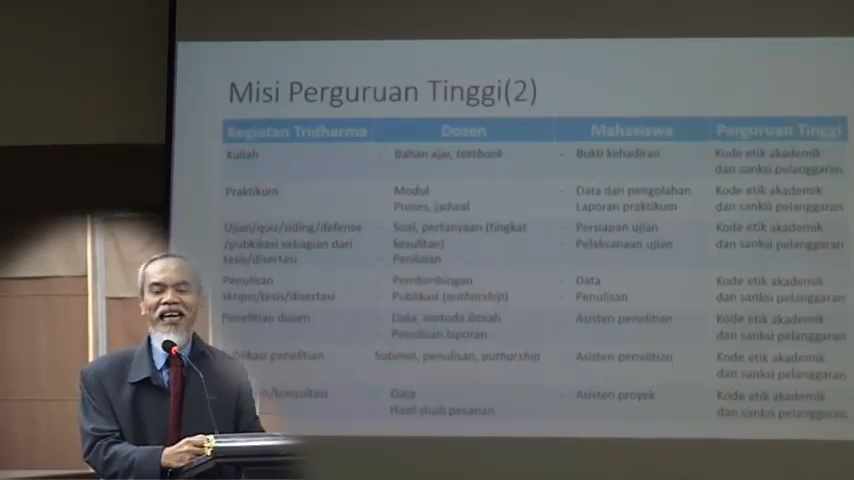 Misi Perguruan Tinggi(2)
Kegiatan Tridharma Dosen Mahasiswa Perguruan Tinggi
Kuliah - Bahan ajar, textbook - Bukti kehadiran Kode etik akademik
dan sanksi pelanggaran
Praktikum - Modul - Data dan pengolahan Kode etik akademik
- Proses, jadwal - Laporan praktikum dan sanksi pelanggaran
Ujian/quiz/siding/defense - Soal, pertanyaan (tingkat - Persiapan ujian Kode etik akademik
/publikasi sebagian dari kesulitan) - Pelaksanaan ujian dan sanksi pelanggaran
tesis/disertasi - Penilaian
Penulisan - Pembimbingan - Data Kode etik akademik
skripsi/tesis/disertasi - Publikasi (authorship) - Penulisan dan sanksi pelanggaran
Penelitian dosen - Data, metoda ilmiah - Asisten penelitian Kode etik akademik
- Penulisan laporan dan sanksi pelanggaran
penelitian Submisi, penulisan, authorship - Asisten penelitian Kode etik akademik
dan sanksi pelanggaran
/konsultasi - Data - Asisten proyek Kode etik akademik
- Hasil studi pesanan dan sanksi pelanggaran